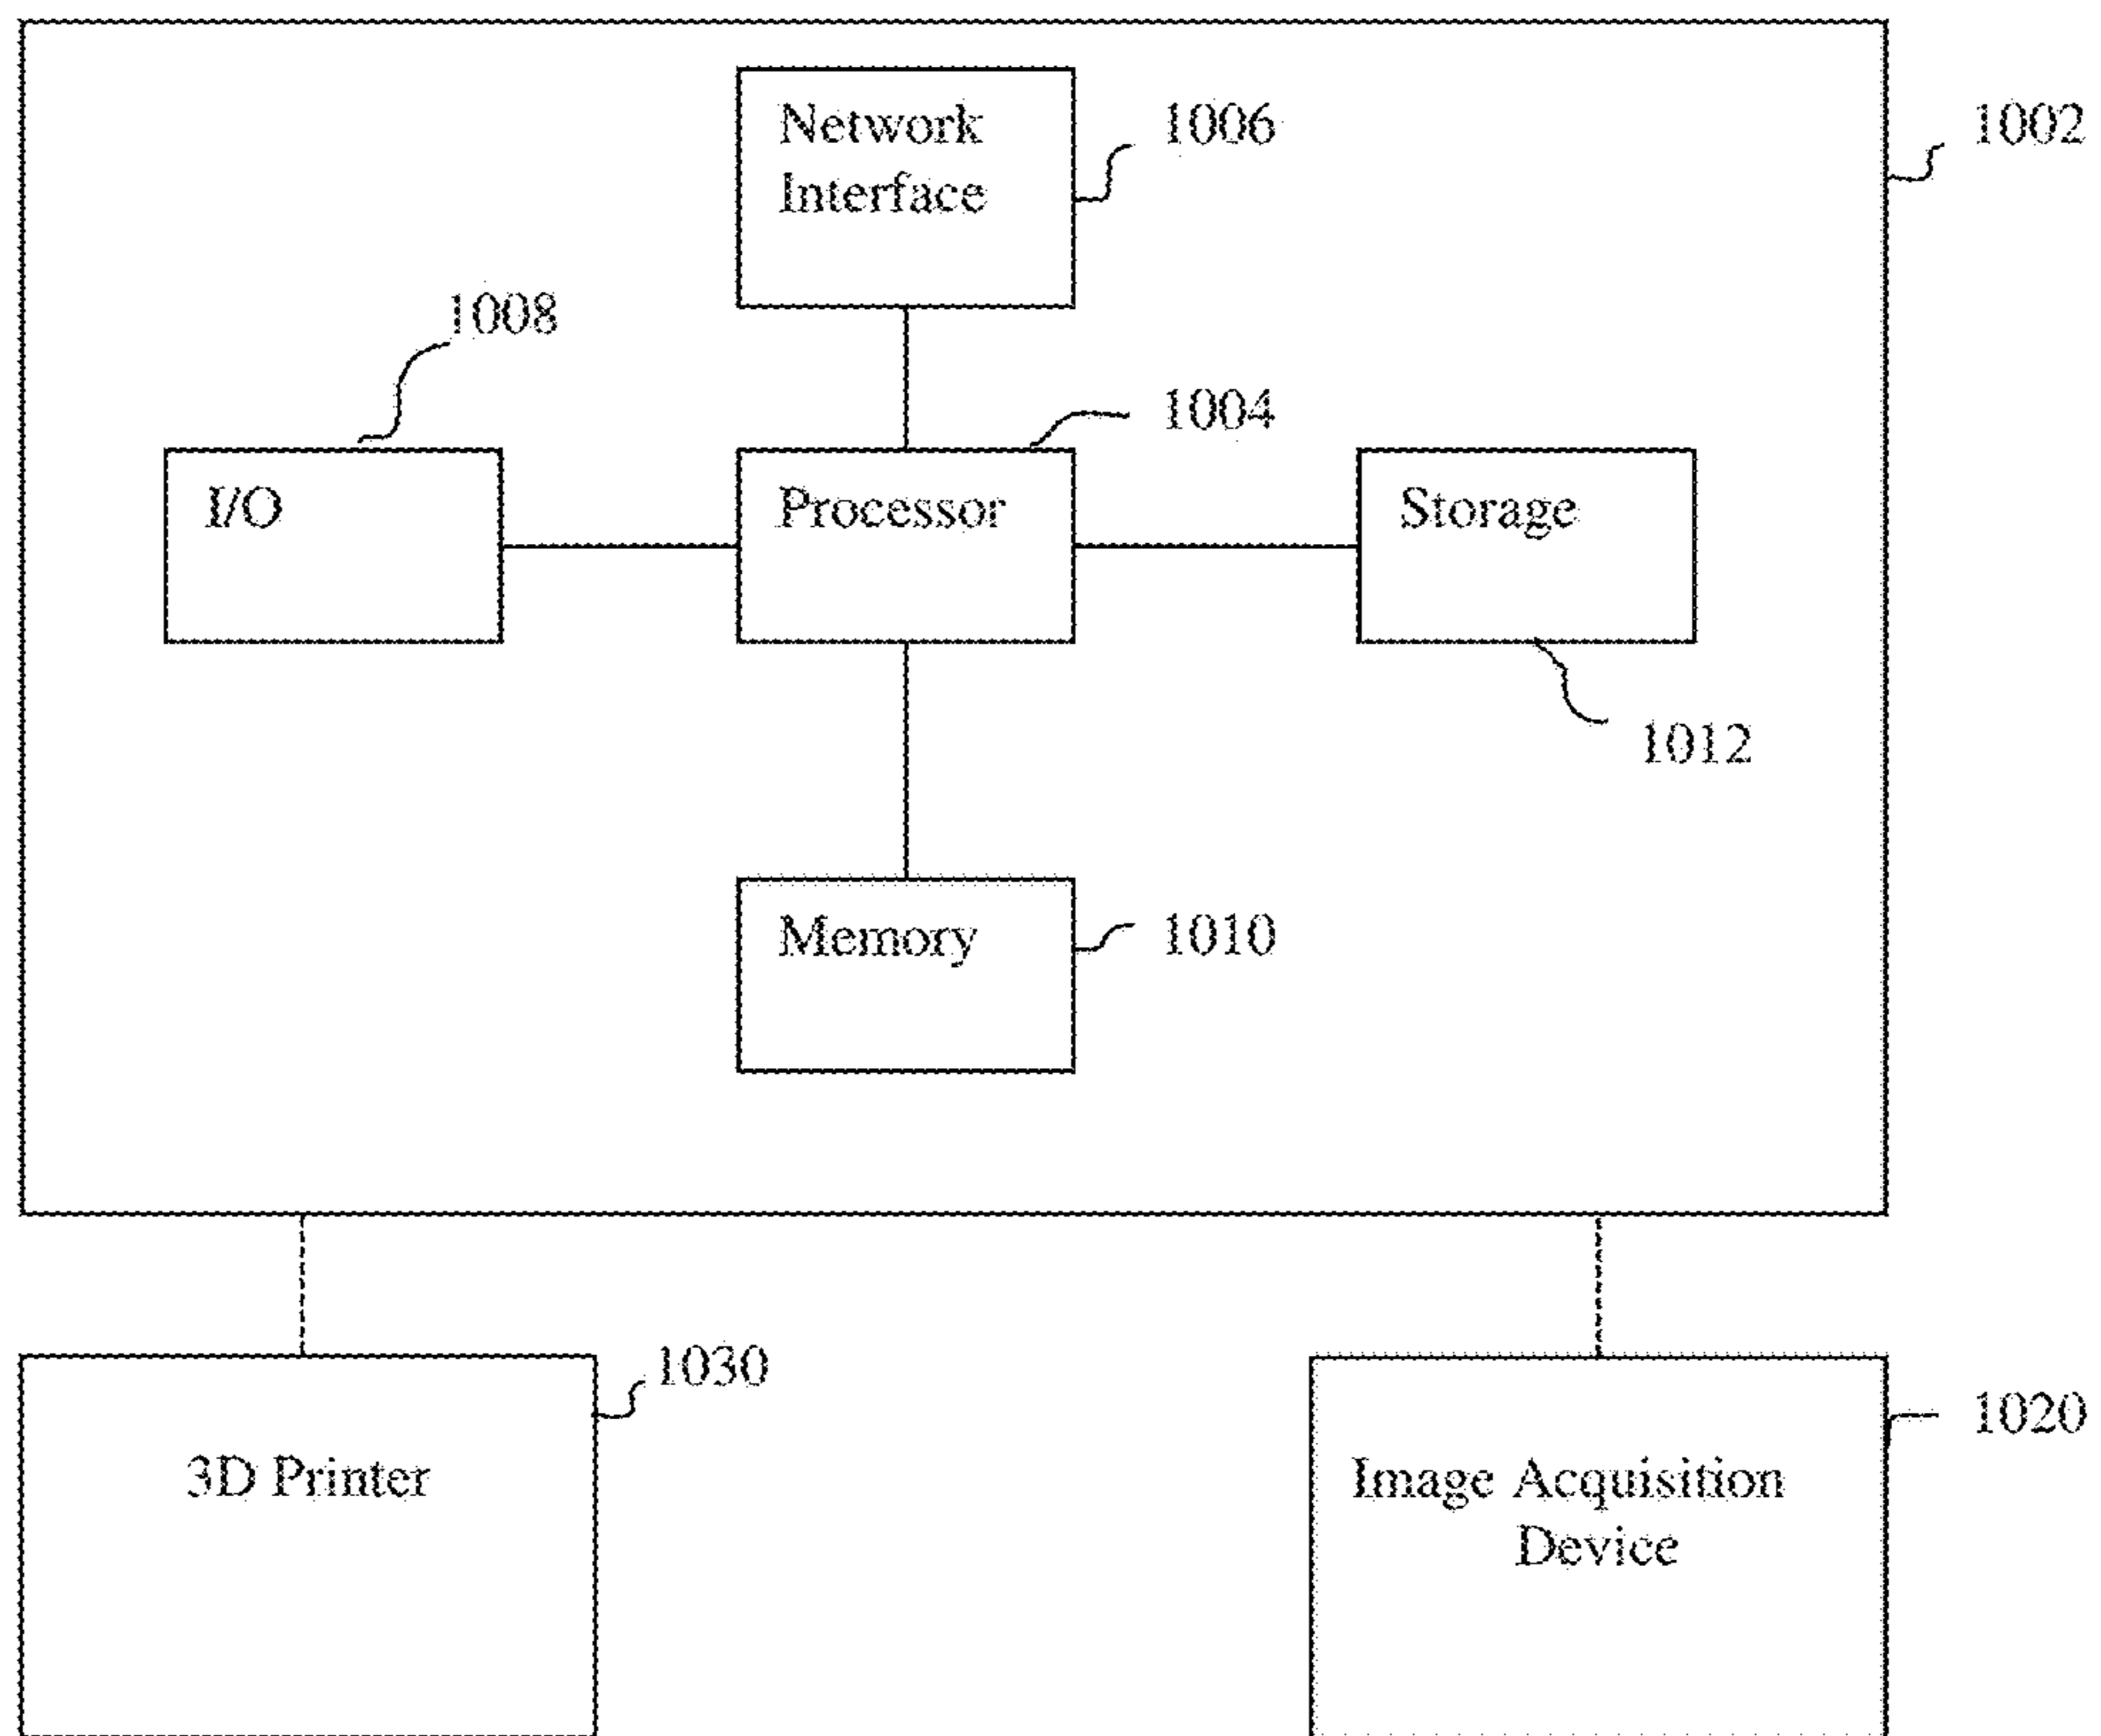 Network
Interface
1006
1002
1008
1004
I/O
Processor
Storage
1012
Memory
1010
1030
3D Printer
1020
Image Acquisition
Device